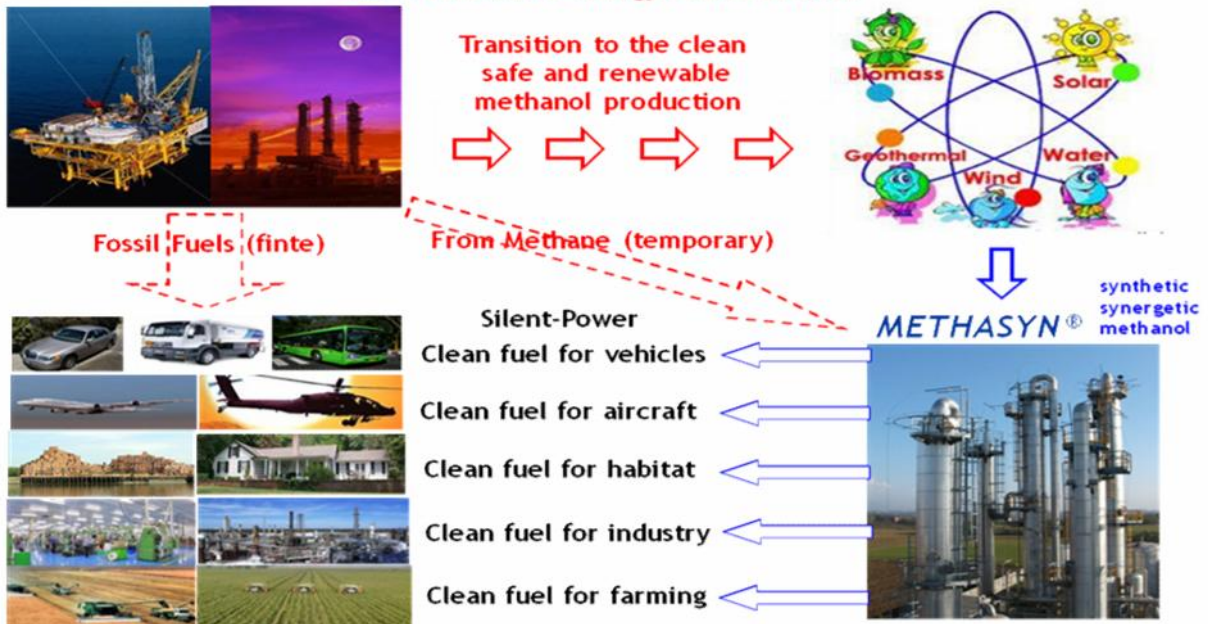 Transition to the clean
safe and renewable
methanol production
Biomass
Solar
Geothermal
Water
Wind
Fossil Fuels (finte)
From Methane (temporary)
synthetic
synergetic
methanol
METHASYN®
Silent-Power
Clean fuel for vehicles
Clean fuel for aircraft
Clean fuel for habitat
Clean fuel for industry
Clean fuel for farming